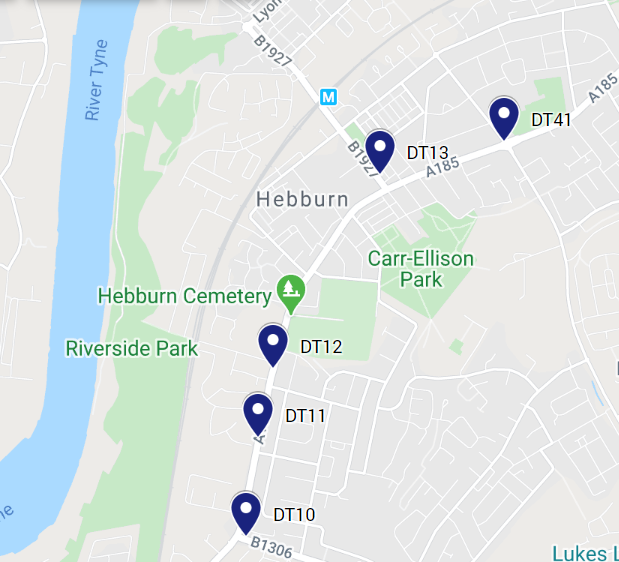 Lyon
B1927
River Tyne
M
A185
DT41
B1927
DT13
A185
Hebburn
Carr-Ellison
Park
Hebburn Cemetery
Riverside Park
DT12
DT11
A
DT10
B1306
ne
Lukes L